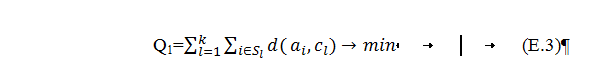 Q₁=∑ₗ₌₁ᵏ ∑_{i∈Sₗ} d(aᵢ, cₗ) → min → → (E.3)¶